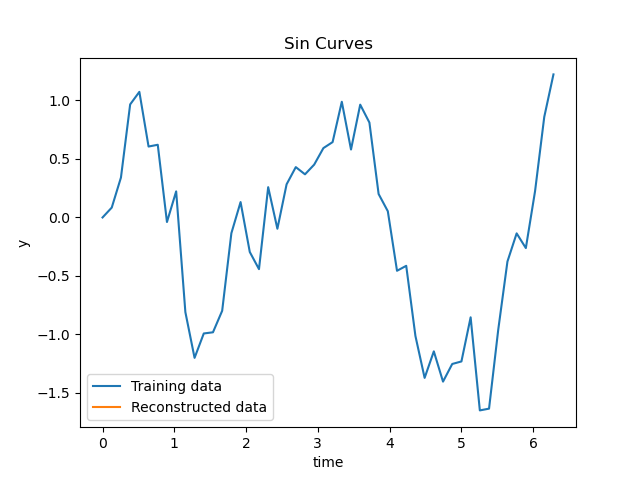 Sin Curves
1.0
0.5
0.0
−0.5
−1.0
−1.5
y
Training data
Reconstructed data
0 1 2 3 4 5 6
time